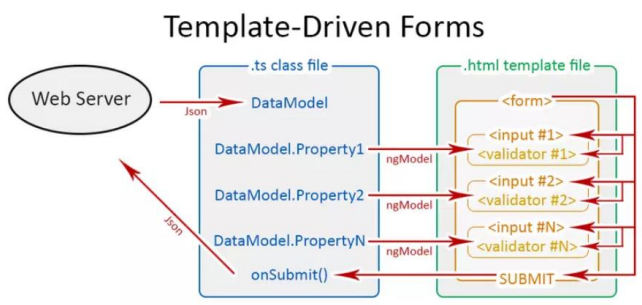 Template-Driven Forms
.ts class file
.html template file
Web Server
Json
DataModel
<form>
DataModel.Property1
ngModel
<input #1>
<validator #1>
DataModel.Property2
ngModel
<input #2>
<validator #2>
DataModel.PropertyN
ngModel
<input #N>
<validator #N>
Json
onSubmit()
SUBMIT